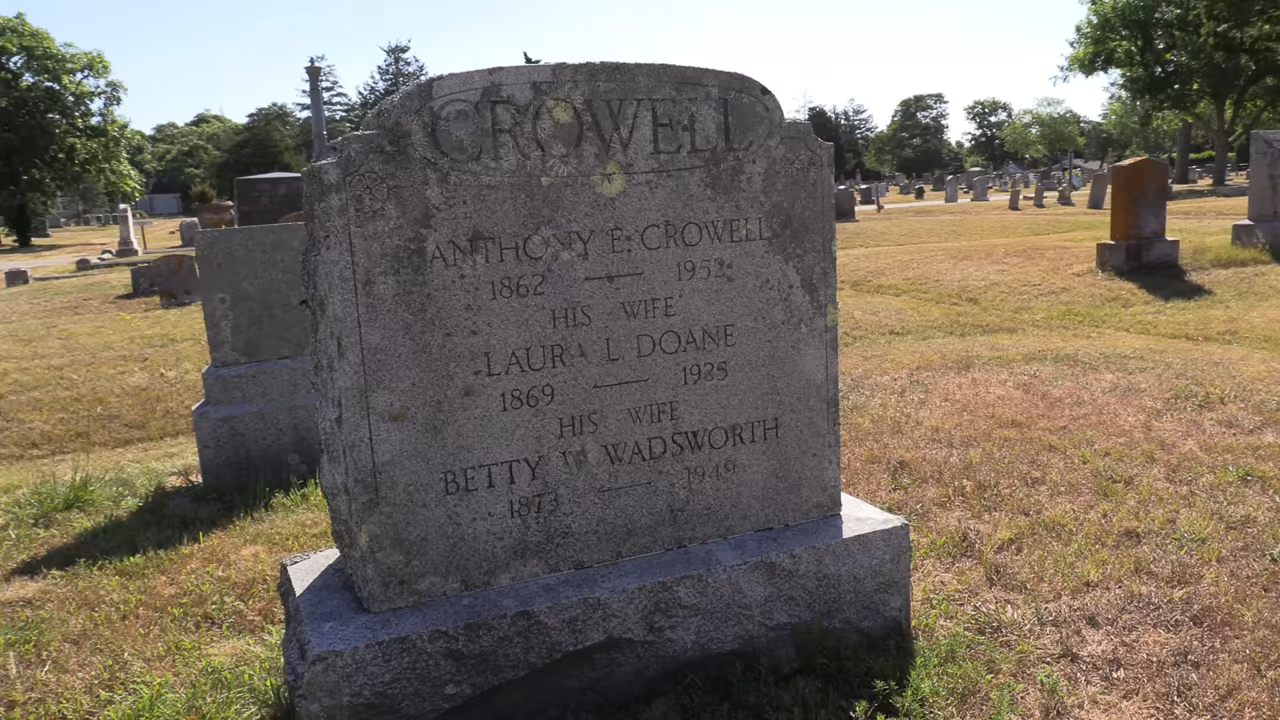 CROWELL
ANTHONY E. CROWELL
1862 — 1952
HIS WIFE
LAURA L DOANE
1869 — 1935
HIS WIFE
BETTY W WADSWORTH
1873 — 1949